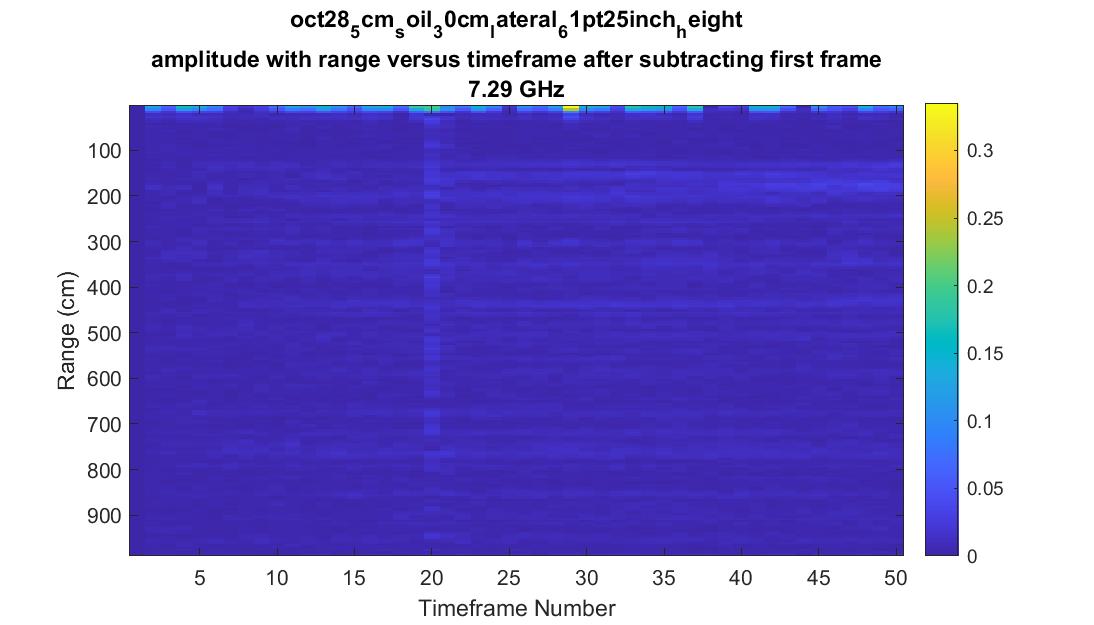 oct28₅cmₛoil₃0cmₗateral₆1pt25inchₕeight
amplitude with range versus timeframe after subtracting first frame
7.29 GHz
Range (cm)
100
200
300
400
500
600
700
800
900
5 10 15 20 25 30 35 40 45 50
Timeframe Number
0.3
0.25
0.2
0.15
0.1
0.05
0